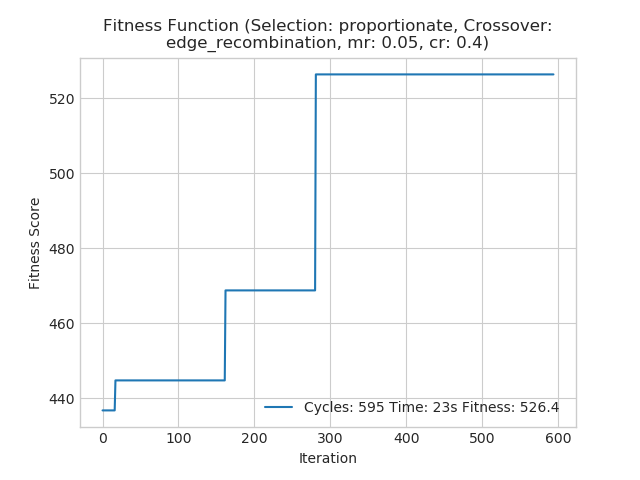 Fitness Function (Selection: proportionate, Crossover:
edge_recombination, mr: 0.05, cr: 0.4)
520
500
480
460
440
Fitness Score
Cycles: 595 Time: 23s Fitness: 526.4
0 100 200 300 400 500 600
Iteration